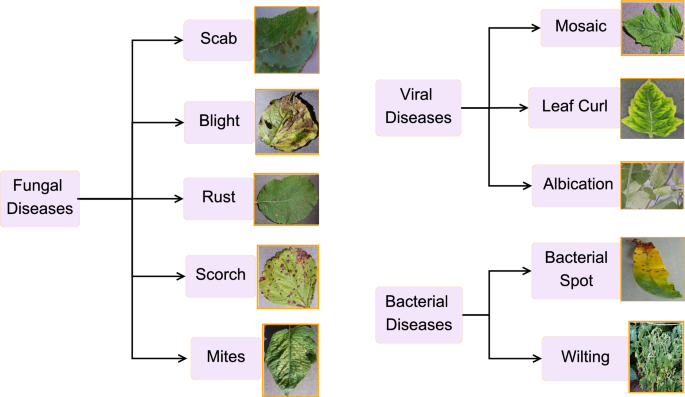 Fungal
Diseases
Scab
Blight
Rust
Scorch
Mites
Viral
Diseases
Mosaic
Leaf Curl
Albication
Bacterial
Diseases
Bacterial
Spot
Wilting